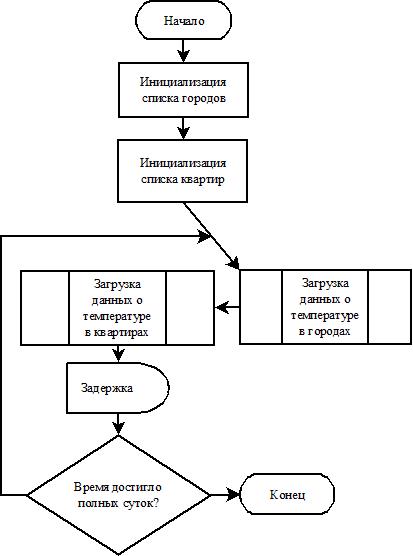 Начало
Инициализация
списка городов
Инициализация
списка квартир
Загрузка
данных о
температуре
в городах
Загрузка
данных о
температуре
в квартирах
Задержка
Время достигло
полных суток?
Конец